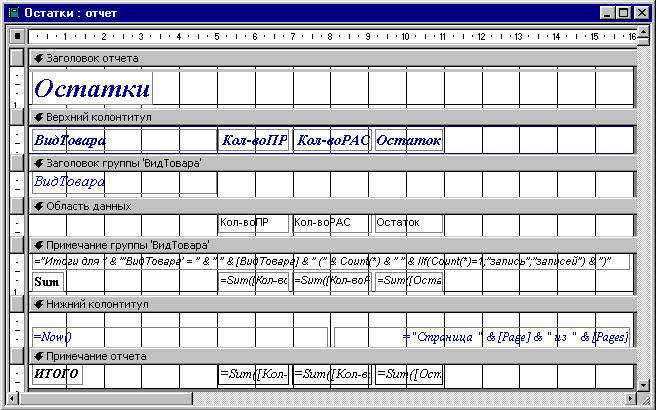 Остатки : отчет
1 2 3 4 5 6 7 8 9 10 11 12 13 14 15 16
Заголовок отчета
Остатки
1
Верхний колонтитул
ВидТовара Кол-воПР Кол-воРАС Остаток
Заголовок группы 'ВидТовара'
ВидТовара
Область данных
Кол-воПР Кол-воРАС Остаток
Примечание группы 'ВидТовара'
="Итоги для " & "'ВидТовара' = " & " " & [ВидТовара] & " (" & Count(*) & " " & IIf(Count(*)=1;"запись";"записей") & ")"
Sum =Sum([Кол-вс =Sum([Кол-воF =Sum([Оста
1
Нижний колонтитул
=Now() ="Страница " & [Page] & " из " & [Pages]
Примечание отчета
ИТОГО =Sum([Кол- =Sum([Кол-в =Sum([Ост